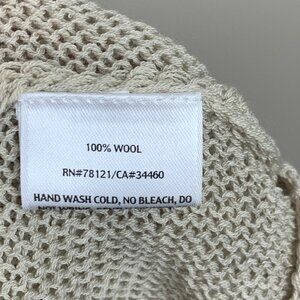 100% WOOL
RN#78121/CA#34460
HAND WASH COLD, NO BLEACH, DO